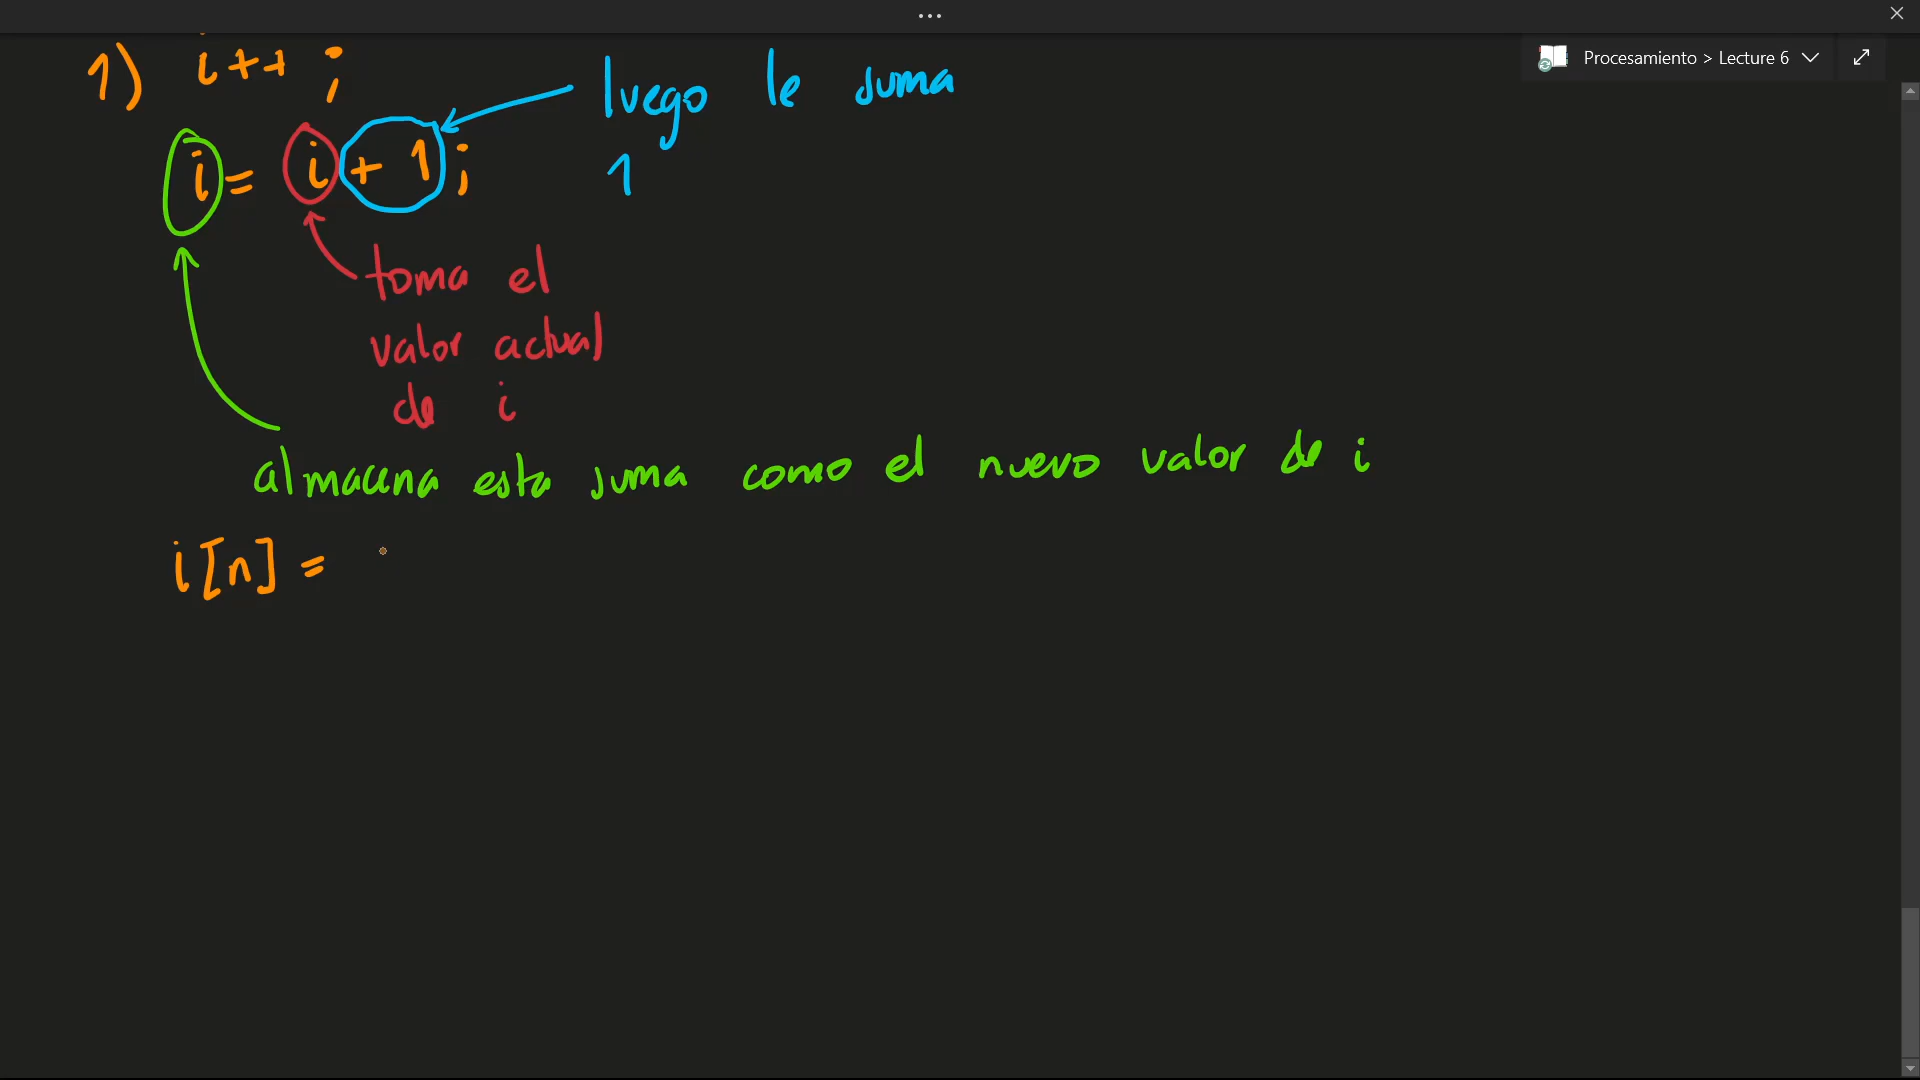 Procesamiento > Lecture 6
1) i++ ;
luego le suma
1
i = i + 1 ;
toma el
valor actual
de i
almacena esta suma como el nuevo valor de i
i[n] =